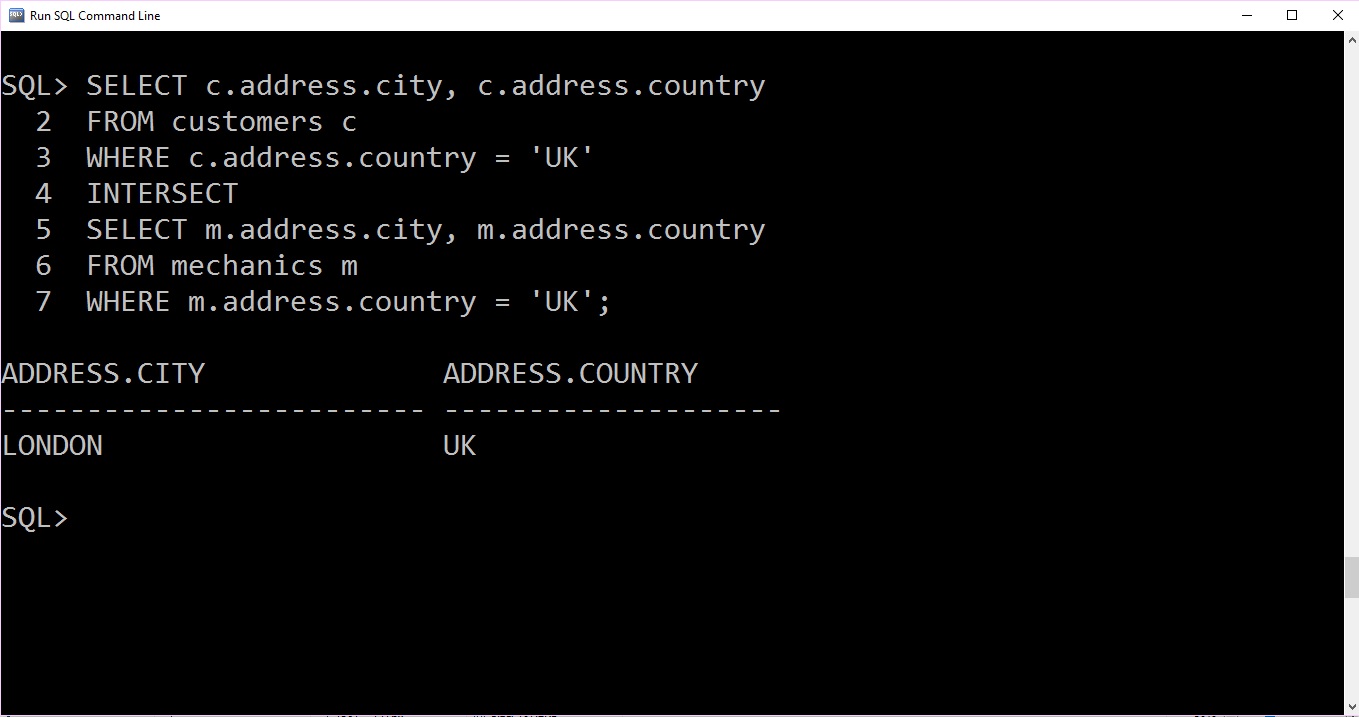 Run SQL Command Line
SQL> SELECT c.address.city, c.address.country
2 FROM customers c
3 WHERE c.address.country = 'UK'
4 INTERSECT
5 SELECT m.address.city, m.address.country
6 FROM mechanics m
7 WHERE m.address.country = 'UK';
ADDRESS.CITY ADDRESS.COUNTRY
------------------------- --------------------
LONDON UK
SQL>